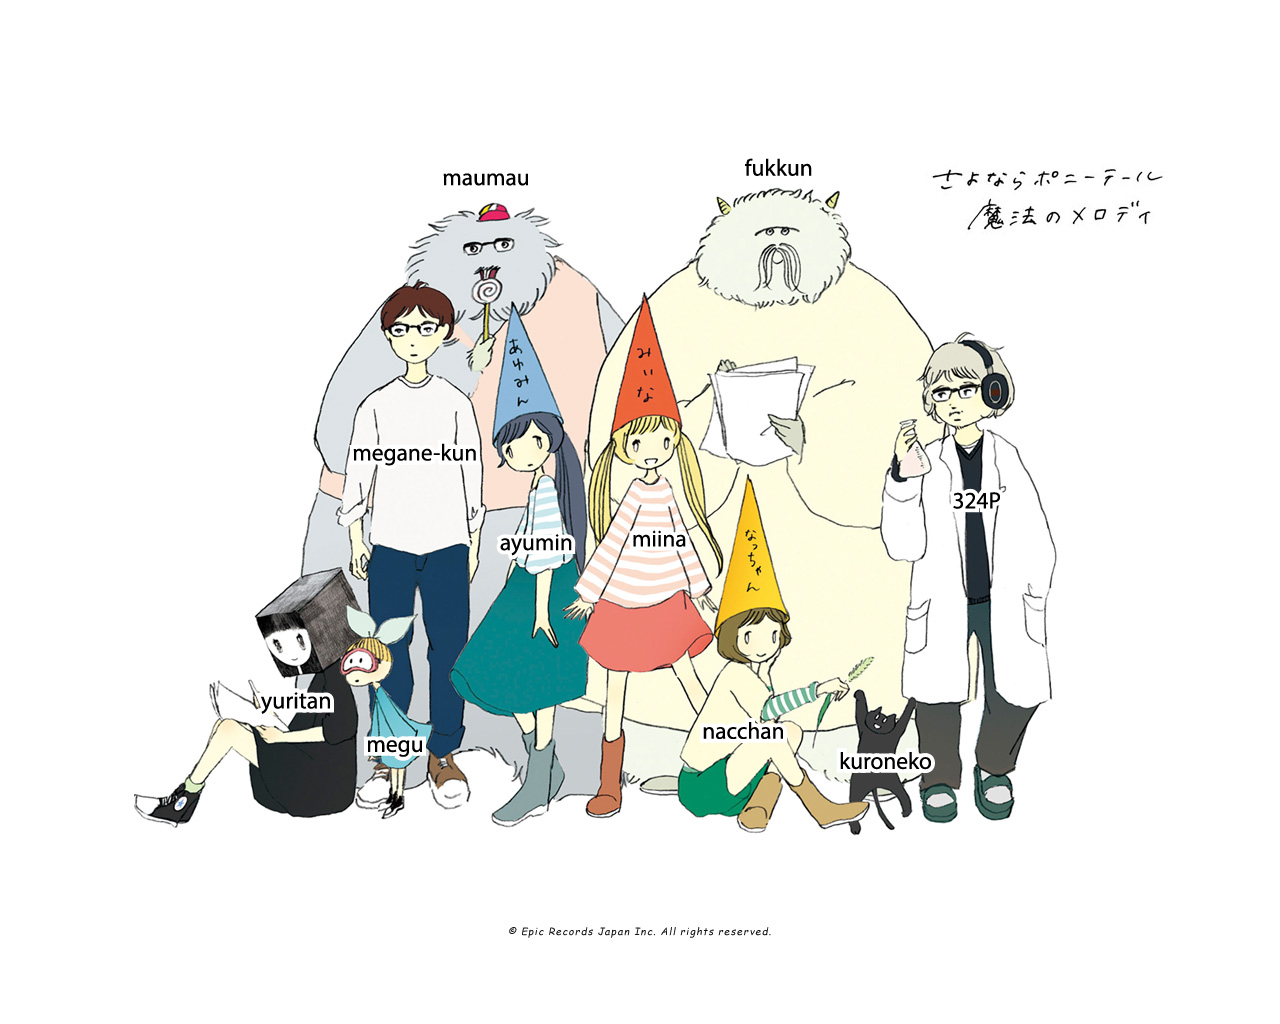 maumau
fukkun
さよならポニーテール
魔法のメロディ
あゆみん
みいな
megane-kun
324P
ayumin
miina
なっちゃん
yuritan
megu
nacchan
kuroneko
© Epic Records Japan Inc. All rights reserved.